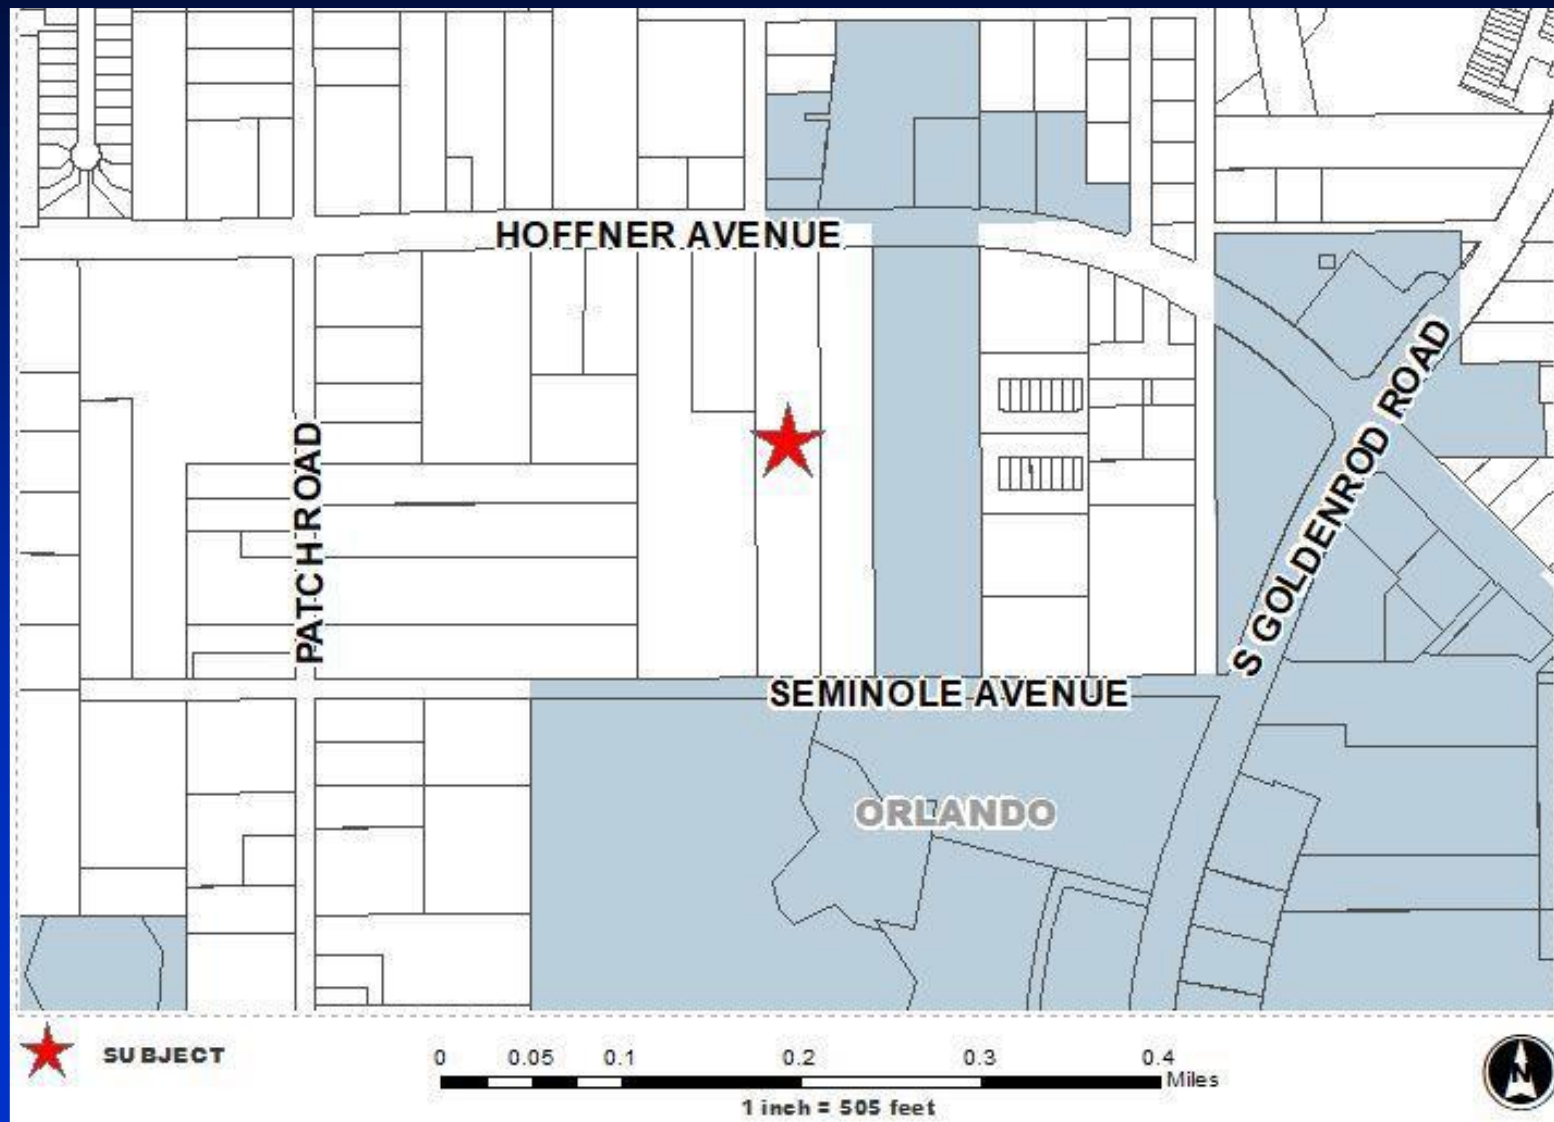 HOFFNER AVENUE
PATCH ROAD
S GOLDENROD ROAD
SEMINOLE AVENUE
ORLANDO
SUBJECT
0 0.05 0.1 0.2 0.3 0.4
Miles
1 inch = 505 feet
N